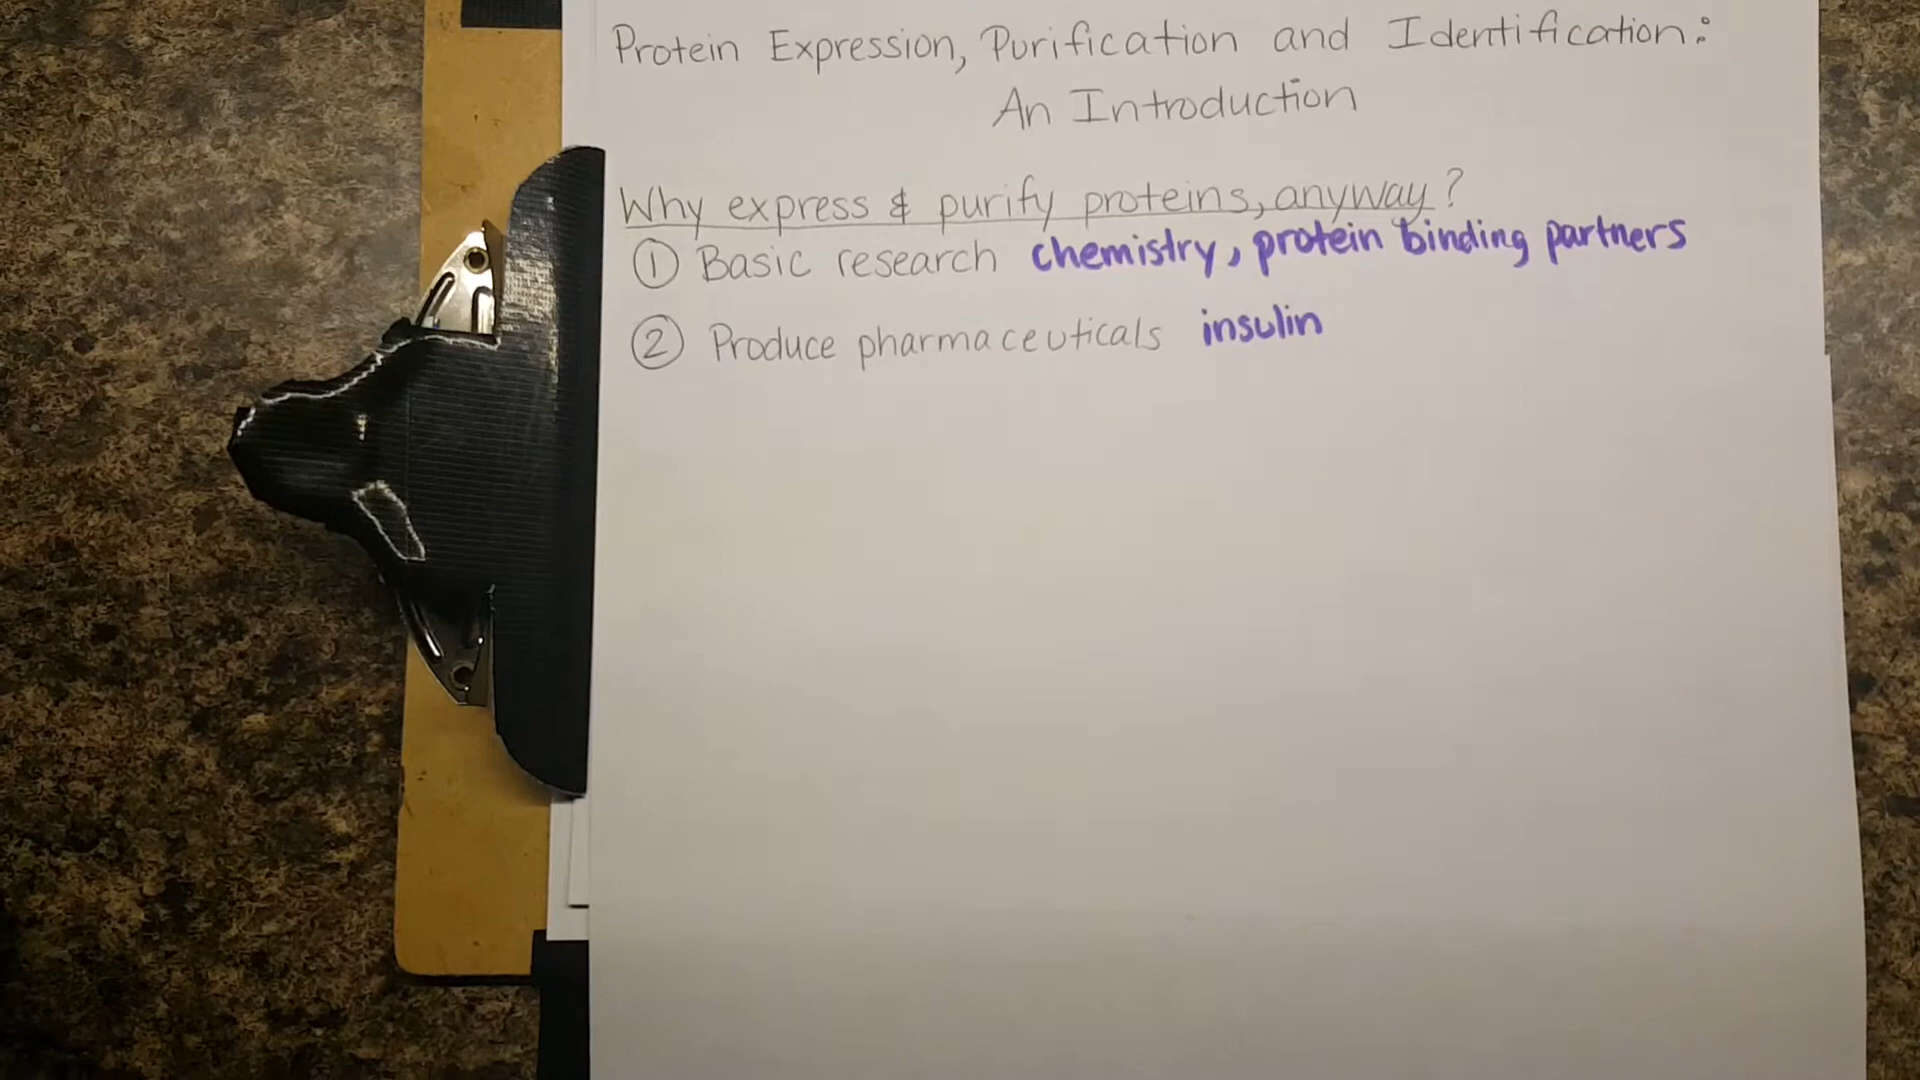 Protein Expression, Purification and Identification:
An Introduction
Why express & purify proteins, anyway?
① Basic research chemistry, protein binding partners
② Produce pharmaceuticals insulin